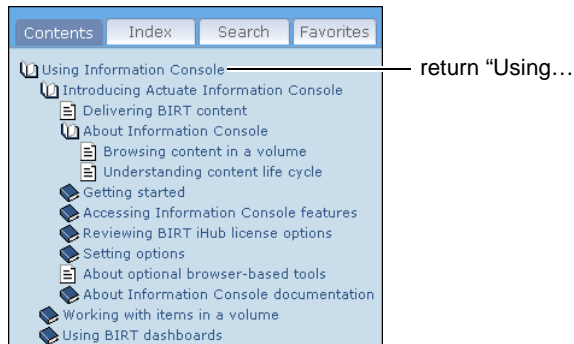 Contents Index Search Favorites
Using Information Console return “Using…
Introducing Actuate Information Console
Delivering BIRT content
About Information Console
Browsing content in a volume
Understanding content life cycle
Getting started
Accessing Information Console features
Reviewing BIRT iHub license options
Setting options
About optional browser-based tools
About Information Console documentation
Working with items in a volume
Using BIRT dashboards